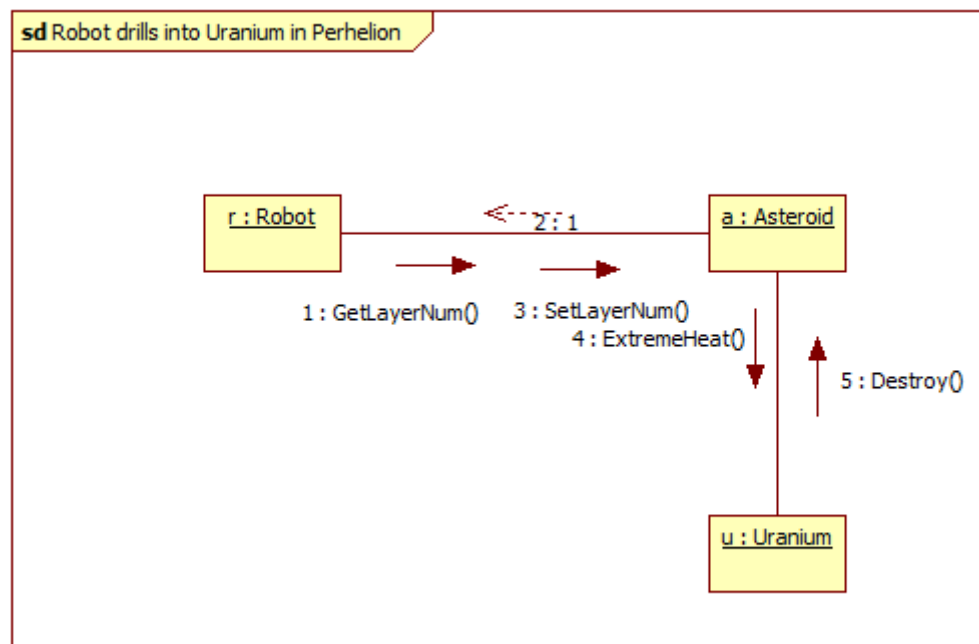 sd Robot drills into Uranium in Perhelion
r : Robot
2 : 1
a : Asteroid
1 : GetLayerNum()
3 : SetLayerNum()
4 : ExtremeHeat()
5 : Destroy()
u : Uranium